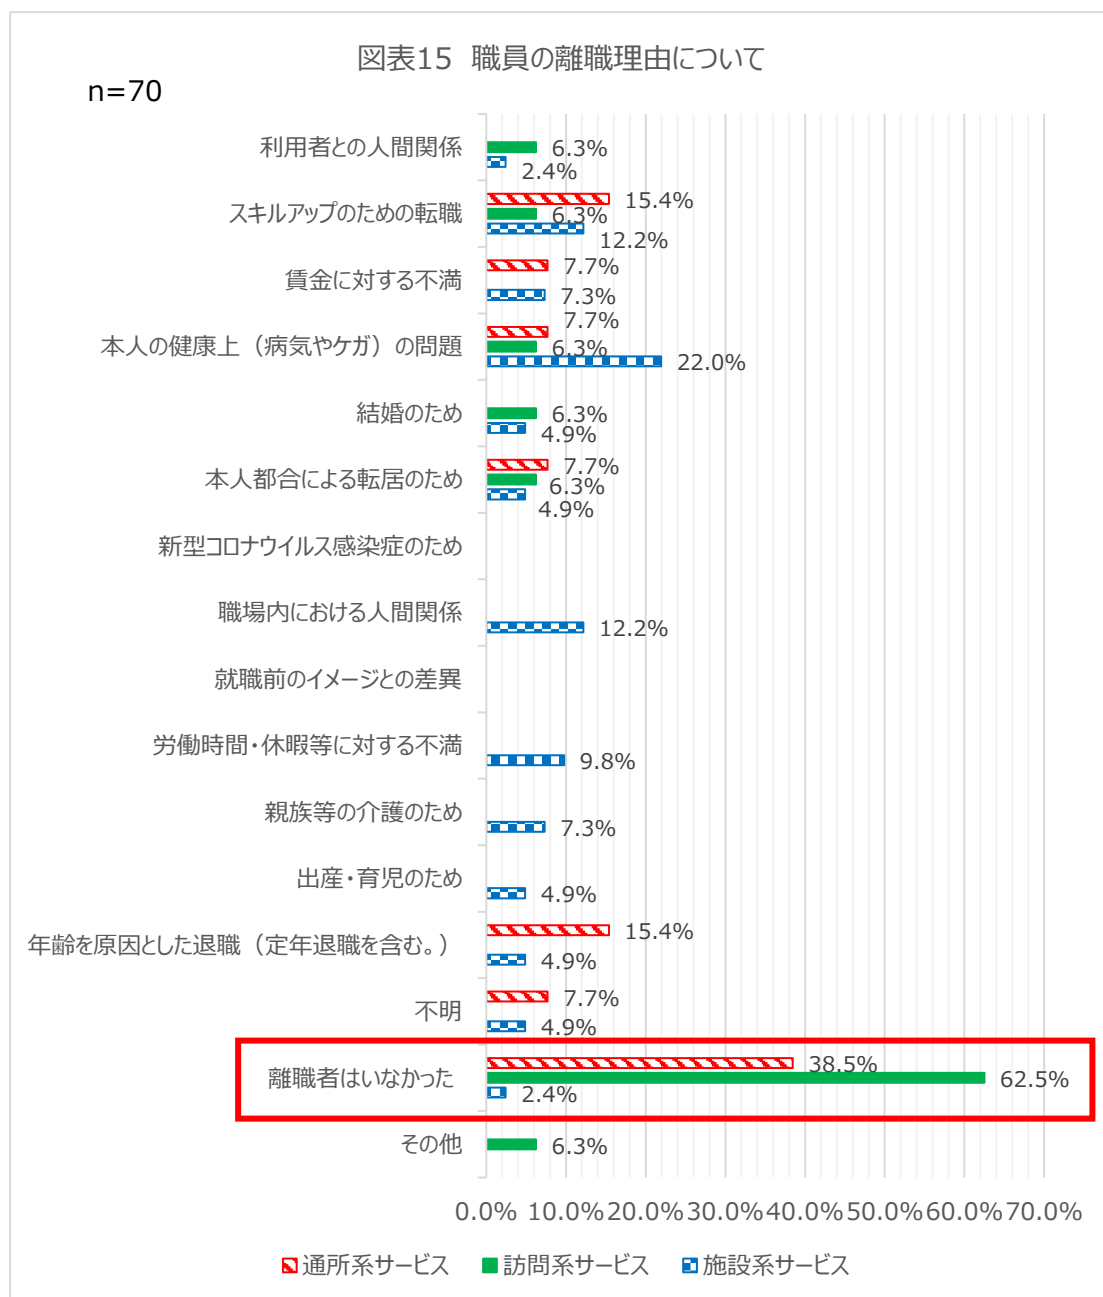 図表15 職員の離職理由について
n=70
利用者との人間関係
6.3%
2.4%
スキルアップのための転職
15.4%
6.3%
12.2%
賃金に対する不満
7.7%
7.3%
本人の健康上（病気やケガ）の問題
7.7%
6.3%
22.0%
結婚のため
6.3%
4.9%
本人都合による転居のため
7.7%
6.3%
4.9%
新型コロナウイルス感染症のため
職場内における人間関係
12.2%
就職前のイメージとの差異
労働時間・休暇等に対する不満
9.8%
親族等の介護のため
7.3%
出産・育児のため
4.9%
年齢を原因とした退職（定年退職を含む。）
15.4%
4.9%
不明
7.7%
4.9%
離職者はいなかった
38.5%
62.5%
2.4%
その他
6.3%
0.0% 10.0% 20.0% 30.0% 40.0% 50.0% 60.0% 70.0%
通所系サービス 訪問系サービス 施設系サービス